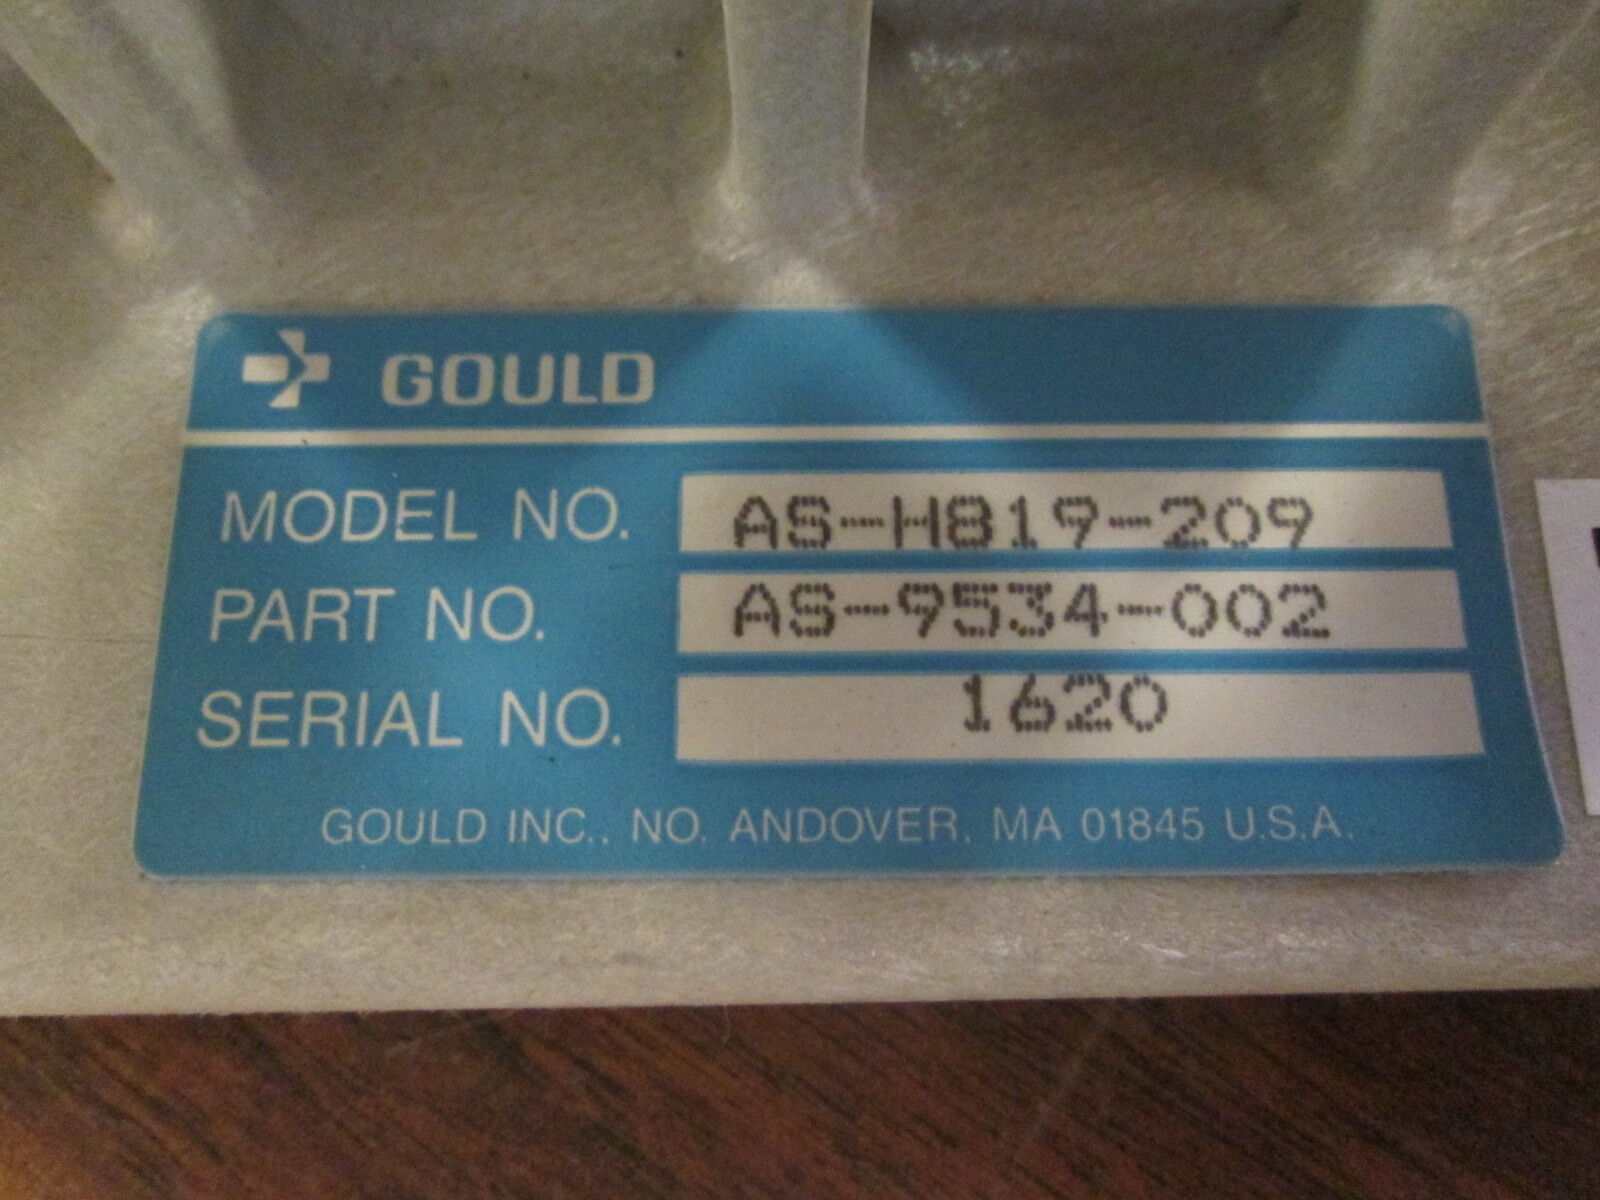 GOULD
MODEL NO. AS-H819-209
PART NO. AS-9534-002
SERIAL NO. 1620
GOULD INC., NO. ANDOVER, MA 01845 U.S.A.